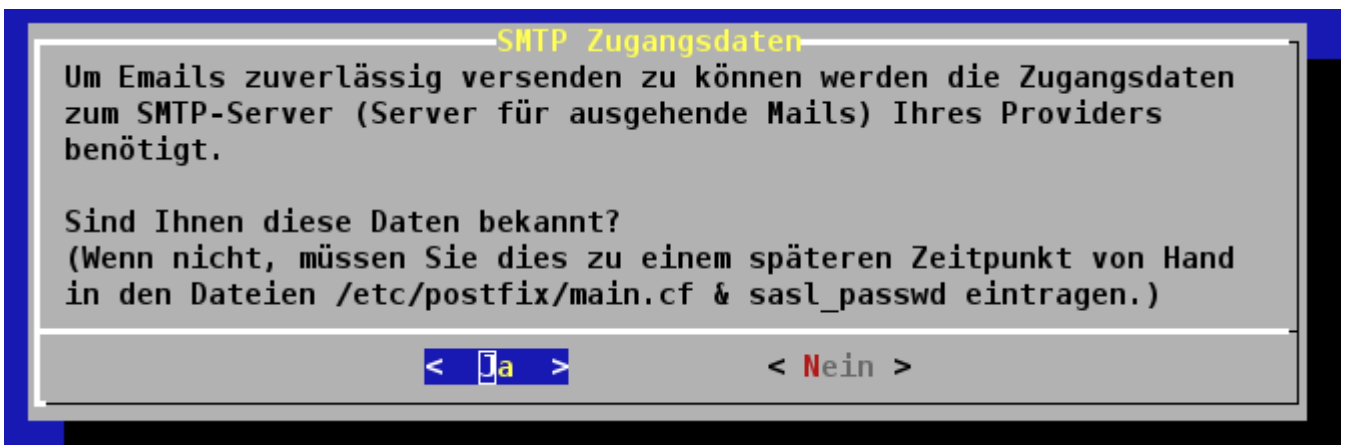 SMTP Zugangsdaten
Um Emails zuverlässig versenden zu können werden die Zugangsdaten
zum SMTP-Server (Server für ausgehende Mails) Ihres Providers
benötigt.
Sind Ihnen diese Daten bekannt?
(Wenn nicht, müssen Sie dies zu einem späteren Zeitpunkt von Hand
in den Dateien /etc/postfix/main.cf & sasl_passwd eintragen.)
< Ja > < Nein >